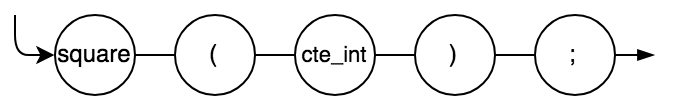 square ( cte_int ) ;